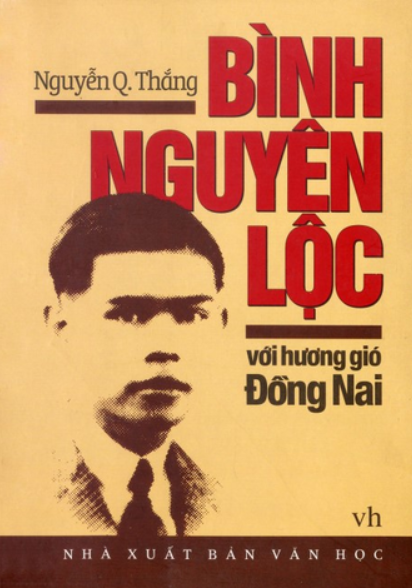 Nguyễn Q. Thắng
BÌNH
NGUYÊN
LỘC
với hương gió
Đồng Nai
vh
NHÀ XUẤT BẢN VĂN HỌC